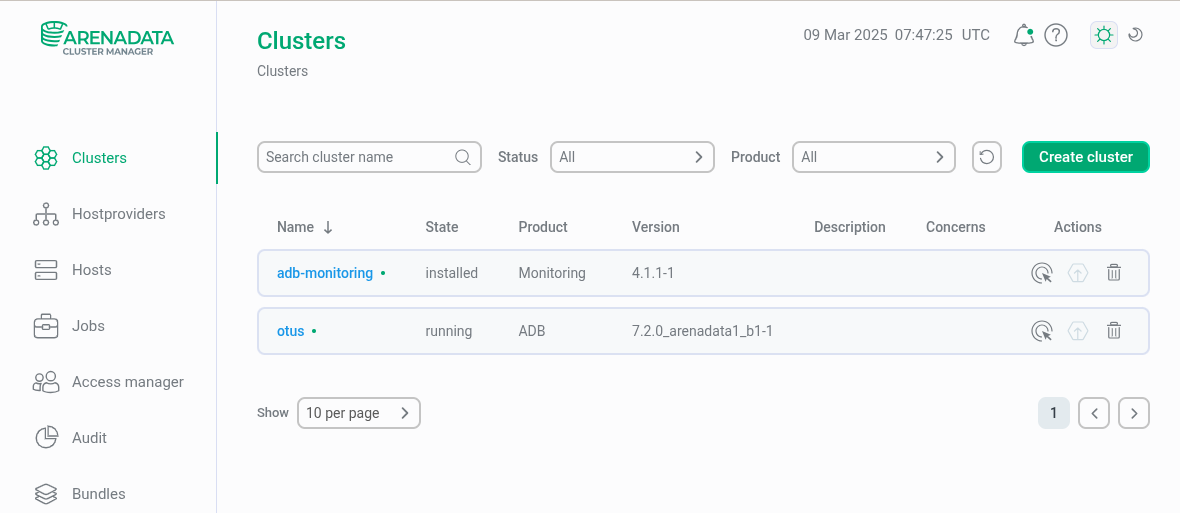 ARENADATA
CLUSTER MANAGER
Clusters
Hostproviders
Hosts
Jobs
Access manager
Audit
Bundles
Clusters
09 Mar 2025 07:47:25 UTC
Clusters
Search cluster name Status All Product All Create cluster
Name State Product Version Description Concerns Actions
adb-monitoring installed Monitoring 4.1.1-1
otus running ADB 7.2.0_arenadata1_b1-1
Show 10 per page 1